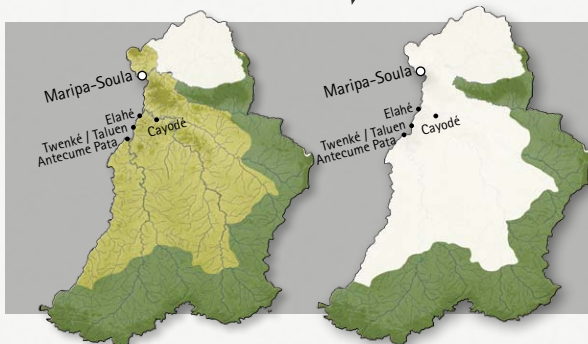 Maripa-Soula
Elahé
Twenké / Taluen
Cayodé
Antecume Pata
Maripa-Soula
Elahé
Twenké / Taluen
Cayodé
Antecume Pata